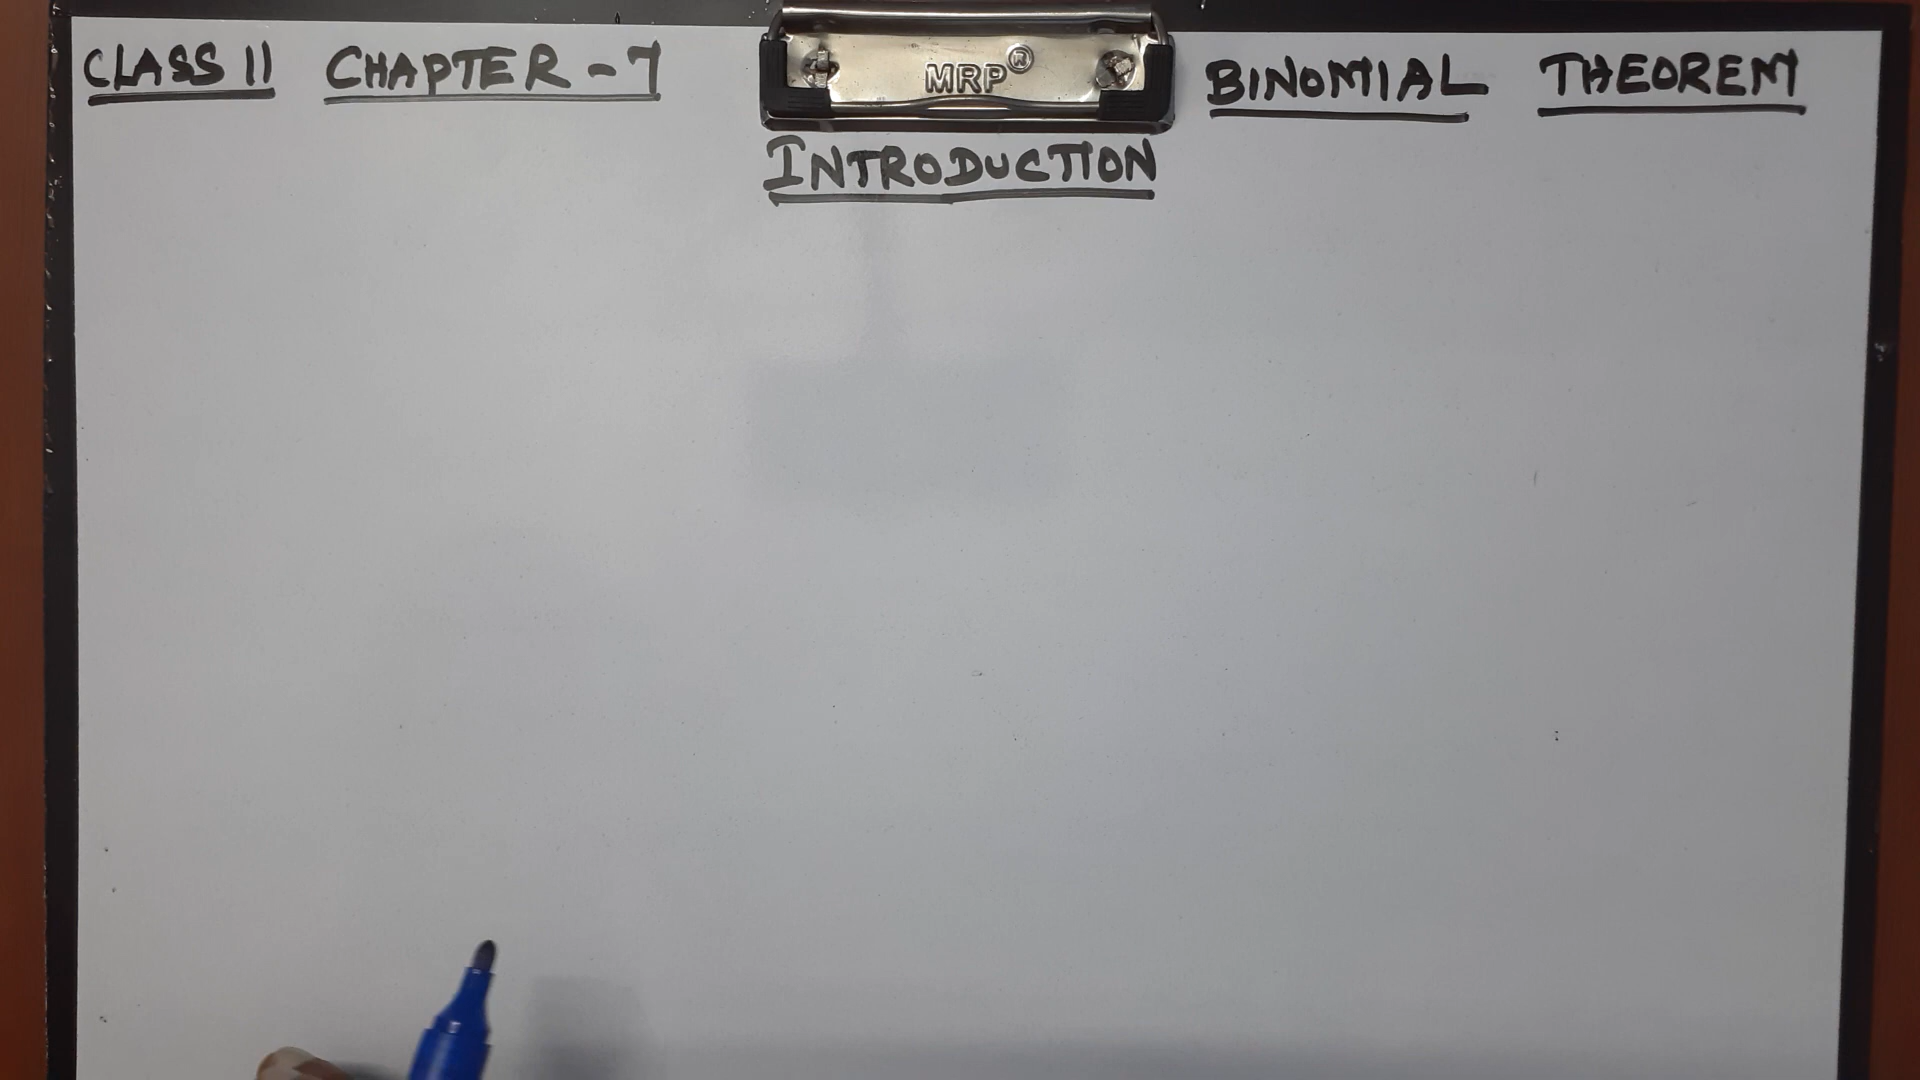 CLASS 11 CHAPTER - 7 MRP® BINOMIAL THEOREM
INTRODUCTION